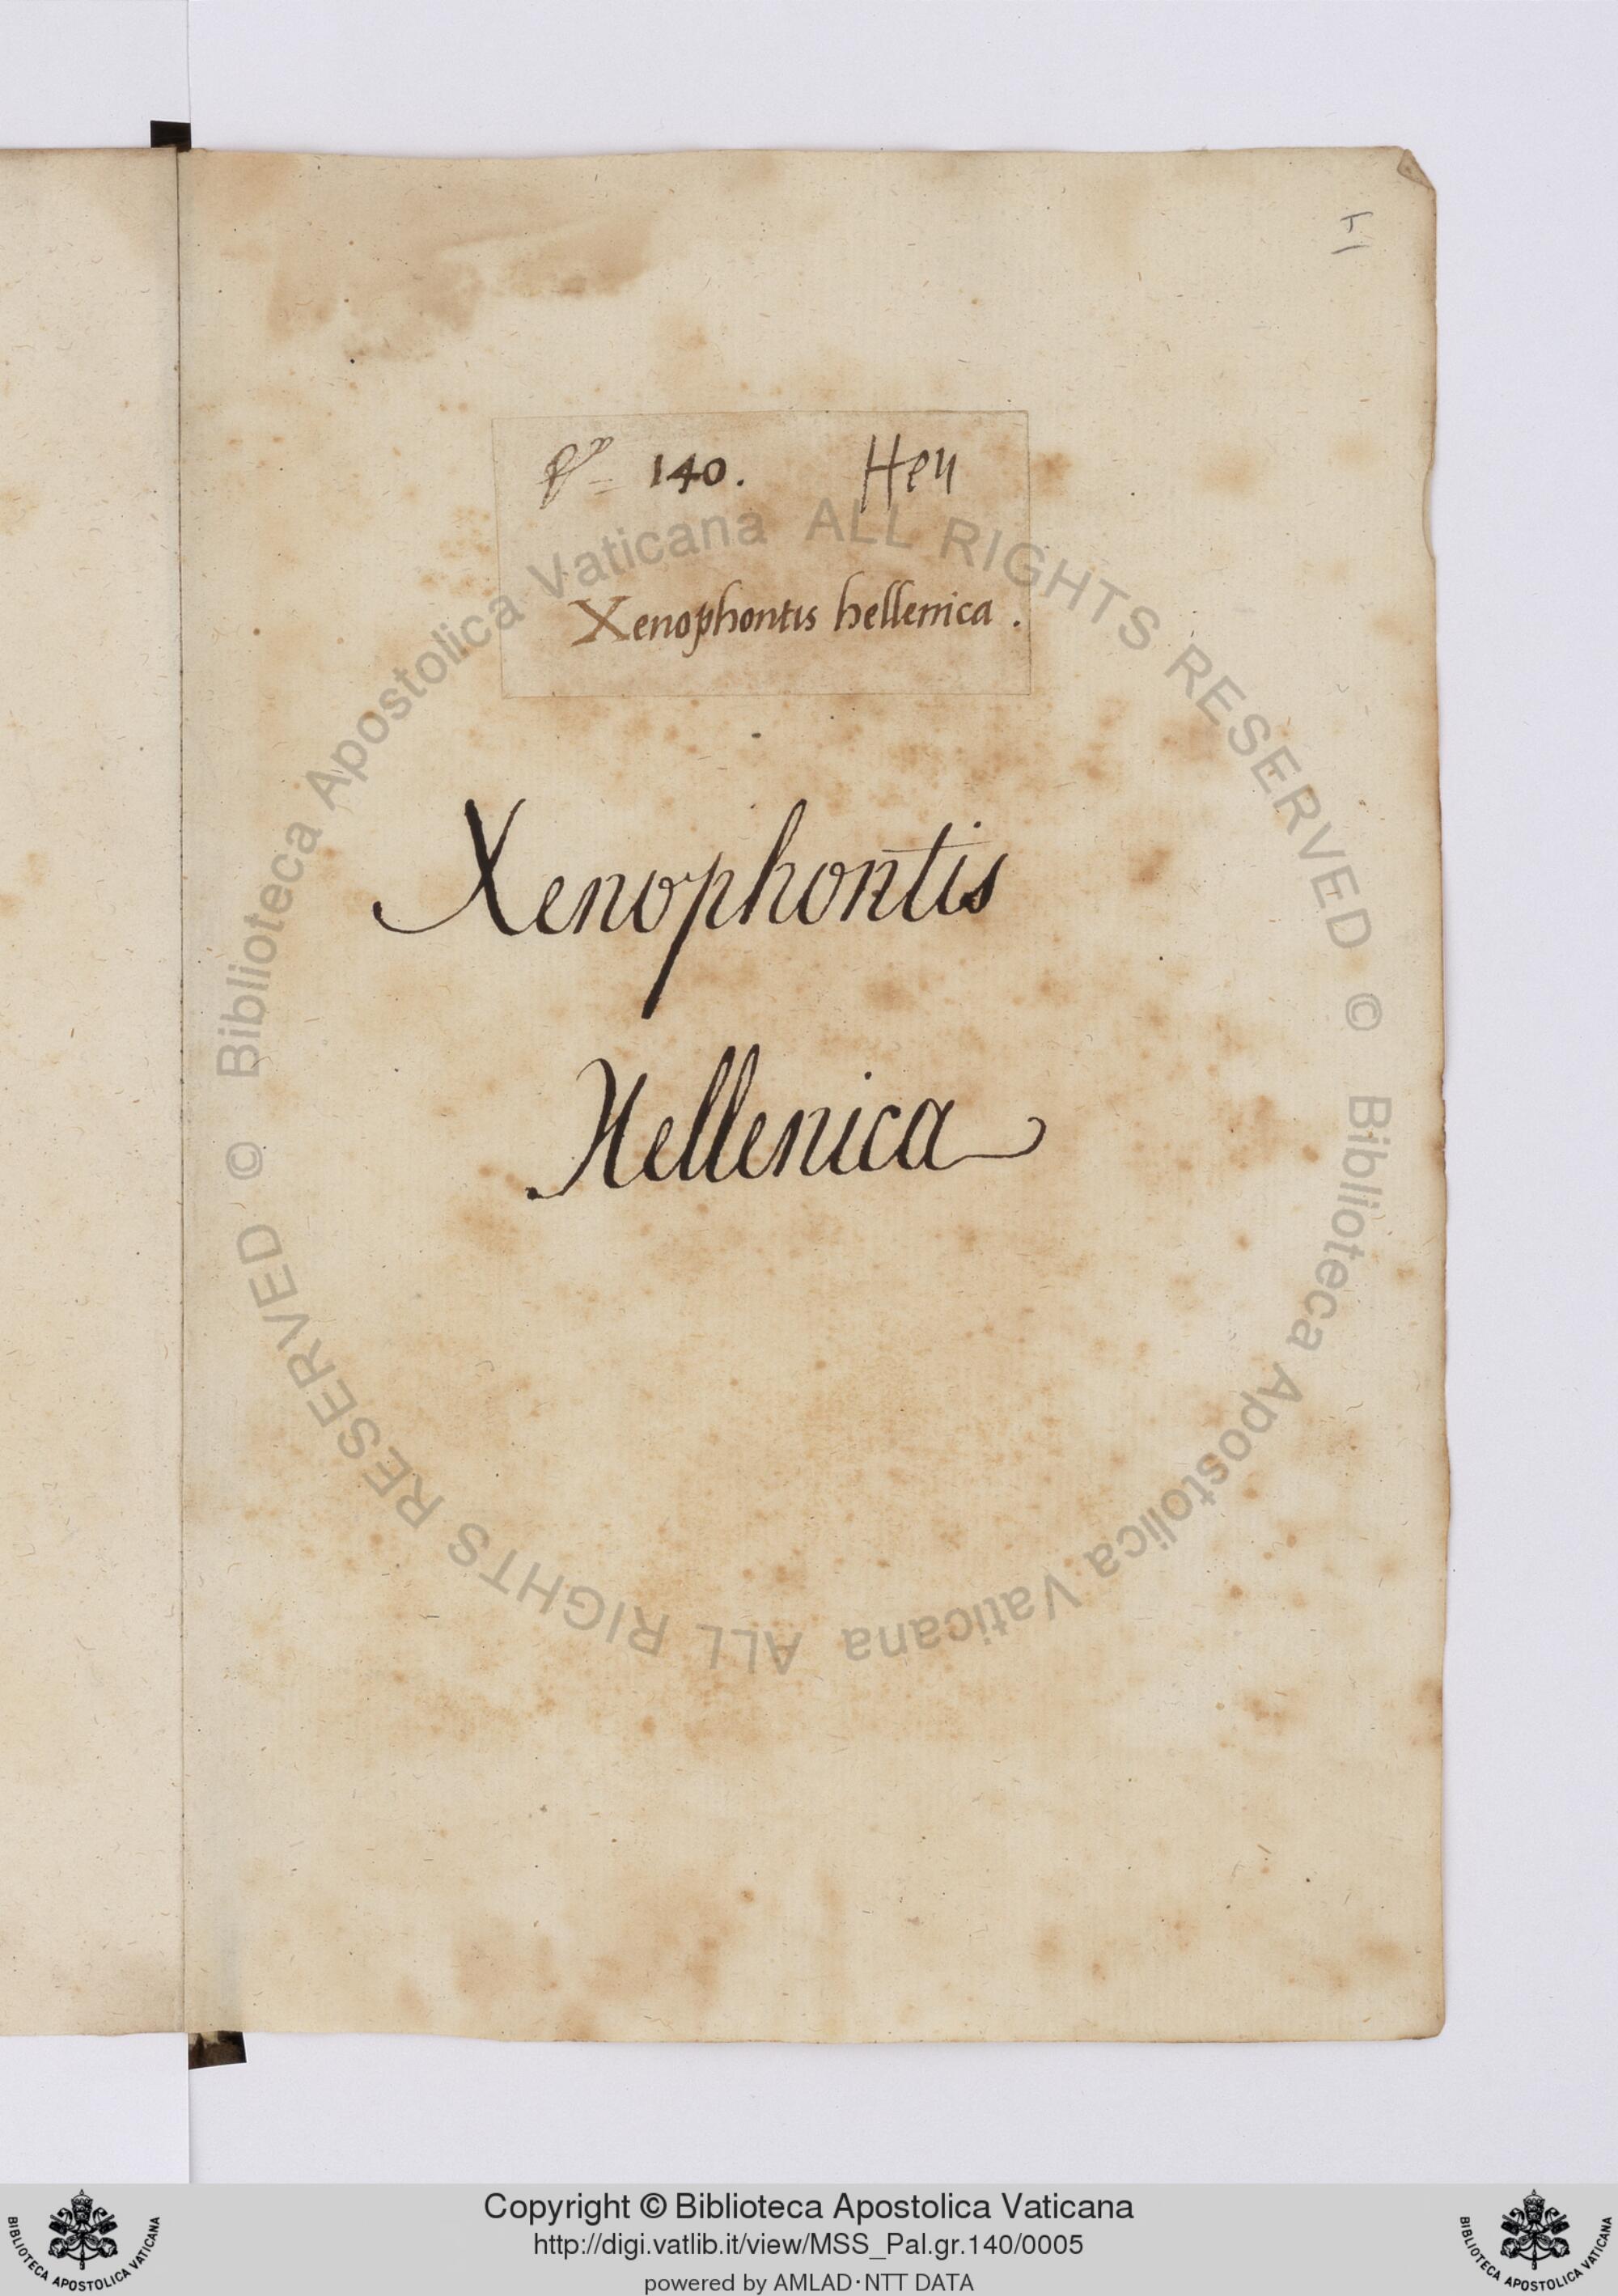 I
140. Hen
Xenophontis hellenica.
Xenophontis
Hellenica
© Biblioteca Apostolica Vaticana ALL RIGHTS RESERVED
© Biblioteca Apostolica Vaticana ALL RIGHTS RESERVED
Copyright © Biblioteca Apostolica Vaticana
http://digi.vatlib.it/view/MSS_Pal.gr.140/0005
powered by AMLAD·NTT DATA
BIBLIOTECA APOSTOLICA VATICANA
BIBLIOTECA APOSTOLICA VATICANA